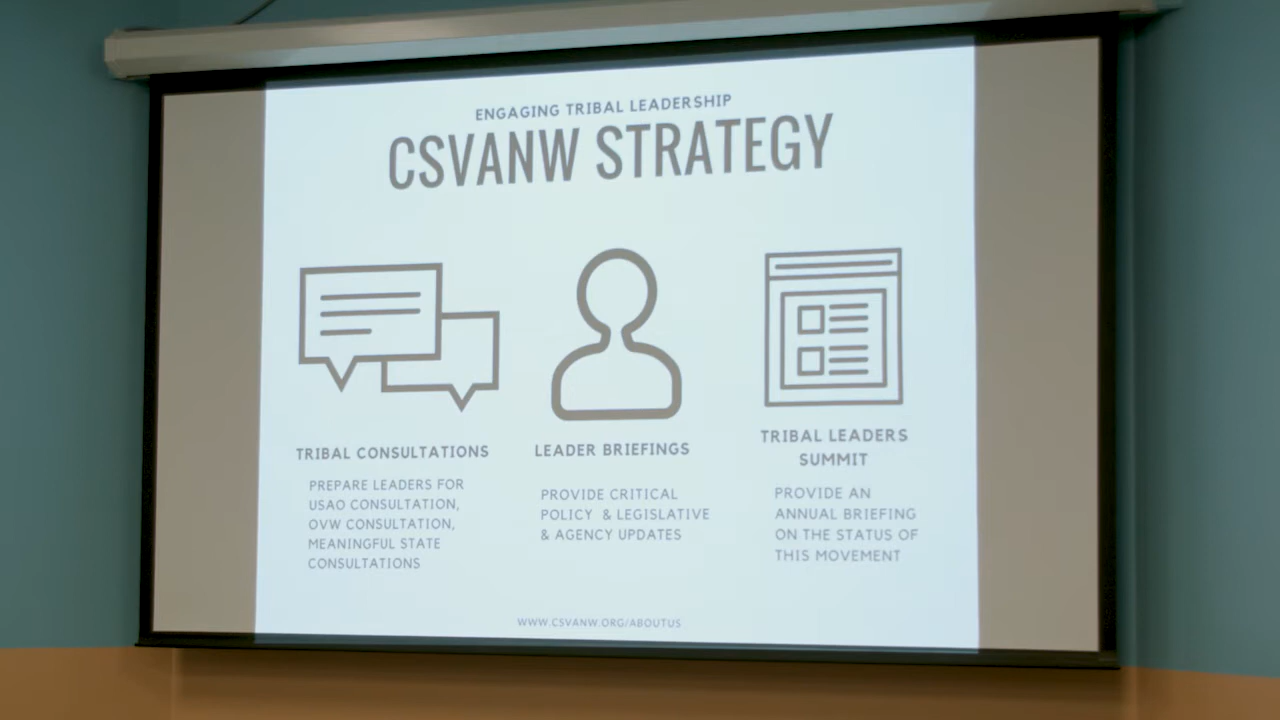 ENGAGING TRIBAL LEADERSHIP
CSVANW STRATEGY
TRIBAL CONSULTATIONS
PREPARE LEADERS FOR
USAO CONSULTATION,
OVW CONSULTATION,
MEANINGFUL STATE
CONSULTATIONS
LEADER BRIEFINGS
PROVIDE CRITICAL
POLICY & LEGISLATIVE
& AGENCY UPDATES
TRIBAL LEADERS
SUMMIT
PROVIDE AN
ANNUAL BRIEFING
ON THE STATUS OF
THIS MOVEMENT
WWW.CSVANW.ORG/ABOUTUS